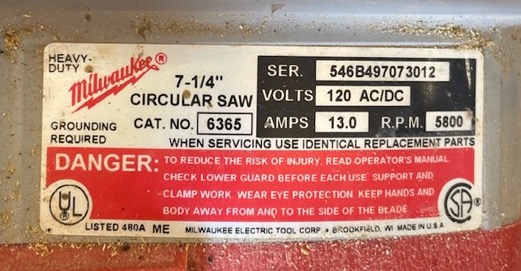 HEAVY-
DUTY
Milwaukee®
7-1/4"
CIRCULAR SAW
GROUNDING
REQUIRED
CAT. NO. 6365
SER. 546B497073012
VOLTS 120 AC/DC
AMPS 13.0 R.P.M. 5800
WHEN SERVICING USE IDENTICAL REPLACEMENT PARTS
DANGER: TO REDUCE THE RISK OF INJURY. READ OPERATOR'S MANUAL
CHECK LOWER GUARD BEFORE EACH USE. SUPPORT AND
CLAMP WORK. WEAR EYE PROTECTION. KEEP HANDS AND
BODY AWAY FROM AND TO THE SIDE OF THE BLADE.
UL
SA®
LISTED 480A ME MILWAUKEE ELECTRIC TOOL CORP. • BROOKFIELD, WI MADE IN U.S.A